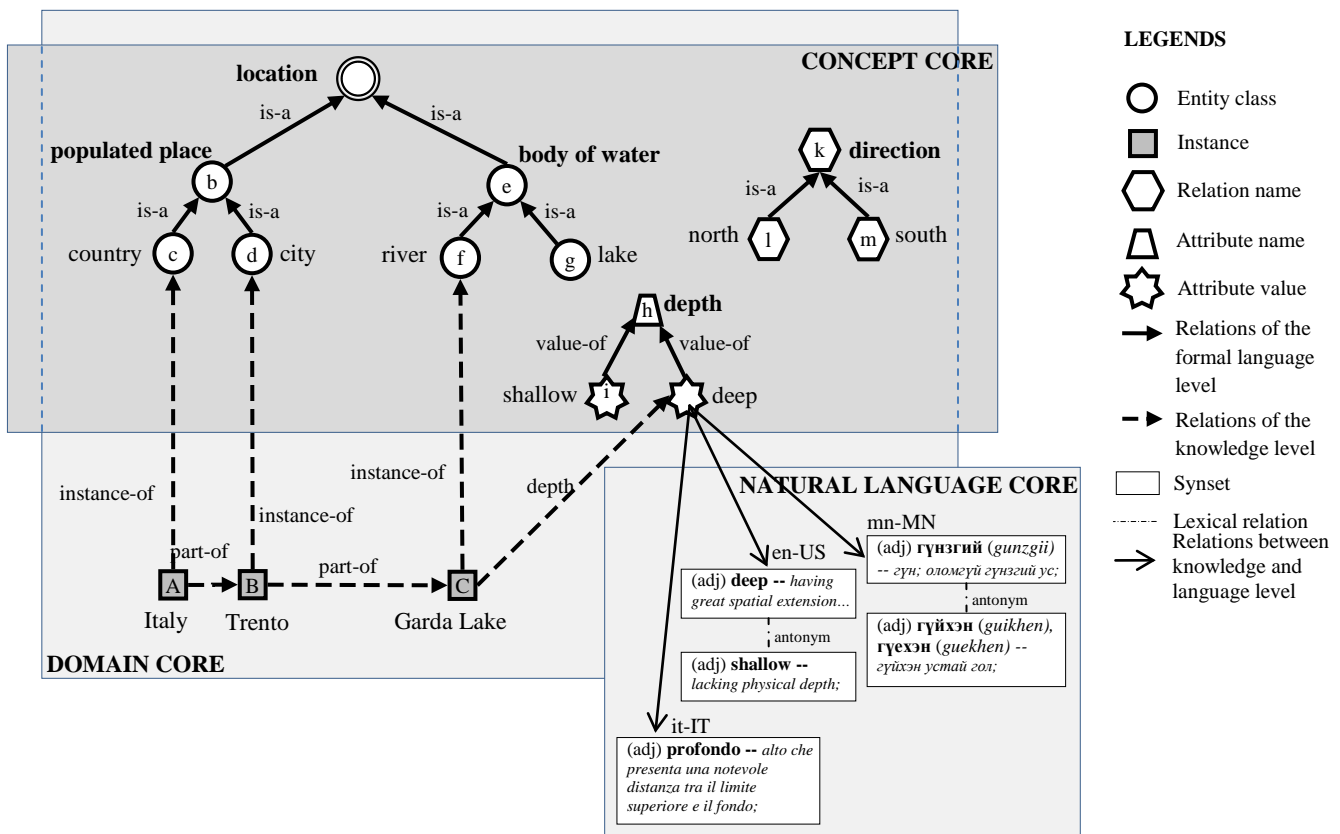 location
CONCEPT CORE
is-a
is-a
populated place
body of water
k
direction
b
e
is-a
is-a
is-a
is-a
is-a
is-a
country
c
d
city
river
f
g
lake
north
l
m
south
h
depth
value-of
value-of
shallow
i
deep
instance-of
instance-of
instance-of
depth
part-of
part-of
A
B
C
Italy
Trento
Garda Lake
DOMAIN CORE
NATURAL LANGUAGE CORE
mn-MN
(adj) гүнзгий (gunzgii)
-- гүн; оломгүй гүнзгий ус;
antonym
(adj) гүйхэн (guikhen),
гүехэн (guekhen) --
гүйхэн устай гол;
en-US
(adj) deep -- having
great spatial extension…
antonym
(adj) shallow --
lacking physical depth;
it-IT
(adj) profondo -- alto che
presenta una notevole
distanza tra il limite
superiore e il fondo;
LEGENDS
Entity class
Instance
Relation name
Attribute name
Attribute value
Relations of the
formal language
level
Relations of the
knowledge level
Synset
Lexical relation
Relations between
knowledge and
language level